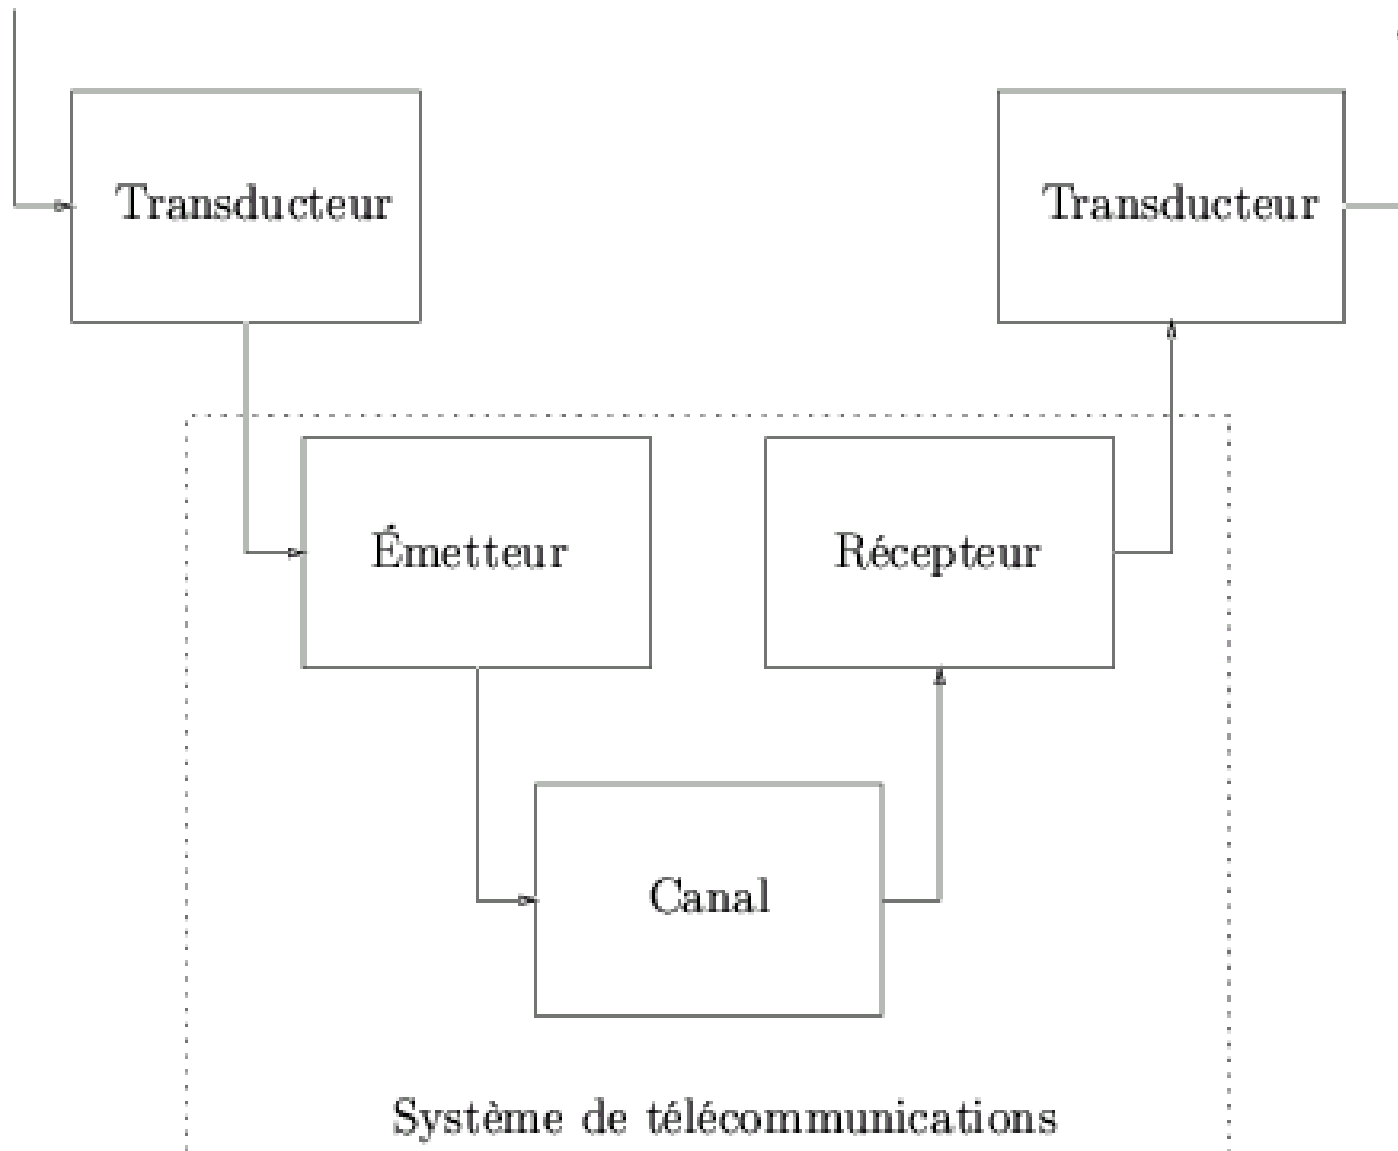 Transducteur
Transducteur
Émetteur
Récepteur
Canal
Système de télécommunications